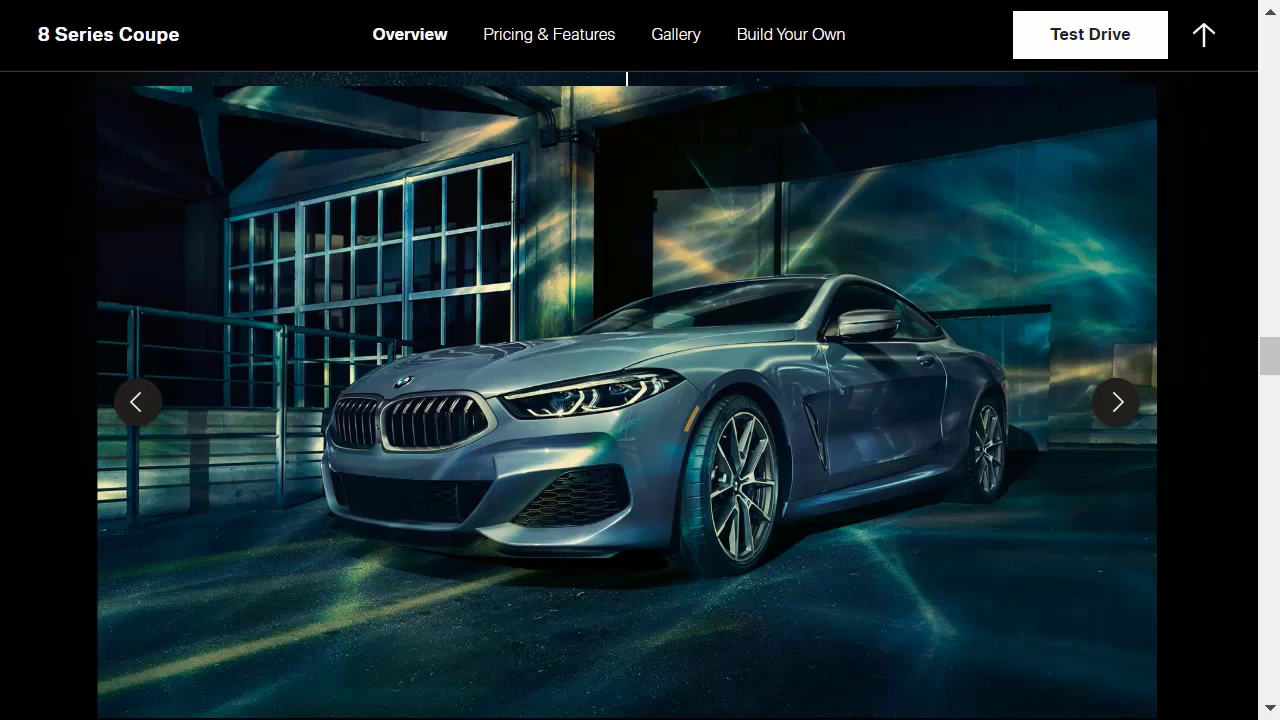 8 Series Coupe
Overview
Pricing & Features
Gallery
Build Your Own
Test Drive